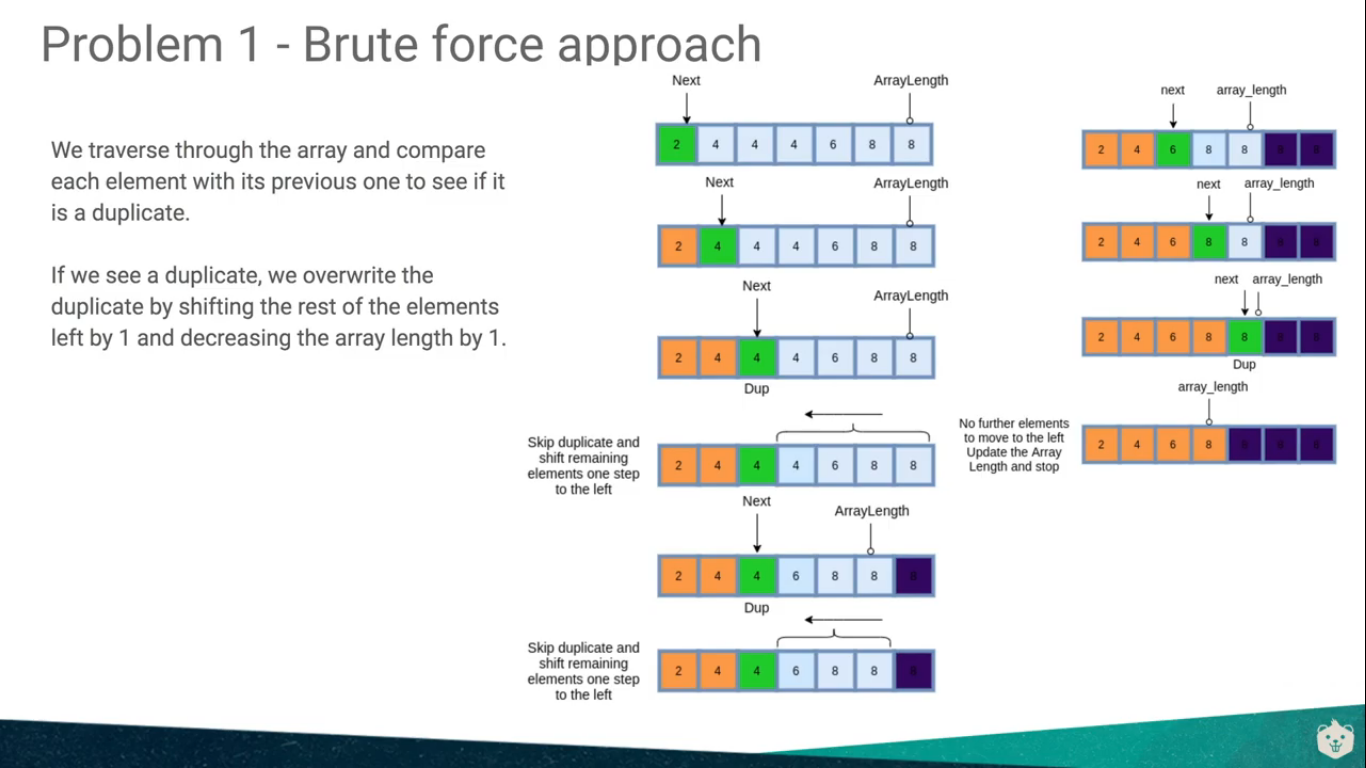 Problem 1 - Brute force approach
We traverse through the array and compare
each element with its previous one to see if it
is a duplicate.
If we see a duplicate, we overwrite the
duplicate by shifting the rest of the elements
left by 1 and decreasing the array length by 1.
Next ArrayLength
2 4 4 4 6 8 8
Next ArrayLength
2 4 4 4 6 8 8
Next ArrayLength
2 4 4 4 6 8 8
Dup
Skip duplicate and
shift remaining
elements one step
to the left
2 4 4 4 6 8 8
Next ArrayLength
2 4 4 6 8 8 8
Dup
Skip duplicate and
shift remaining
elements one step
to the left
2 4 4 6 8 8 8
next array_length
2 4 6 8 8 8 8
next array_length
2 4 6 8 8 8 8
next array_length
2 4 6 8 8 8 8
Dup
array_length
No further elements
to move to the left
Update the Array
Length and stop
2 4 6 8 8 8 8